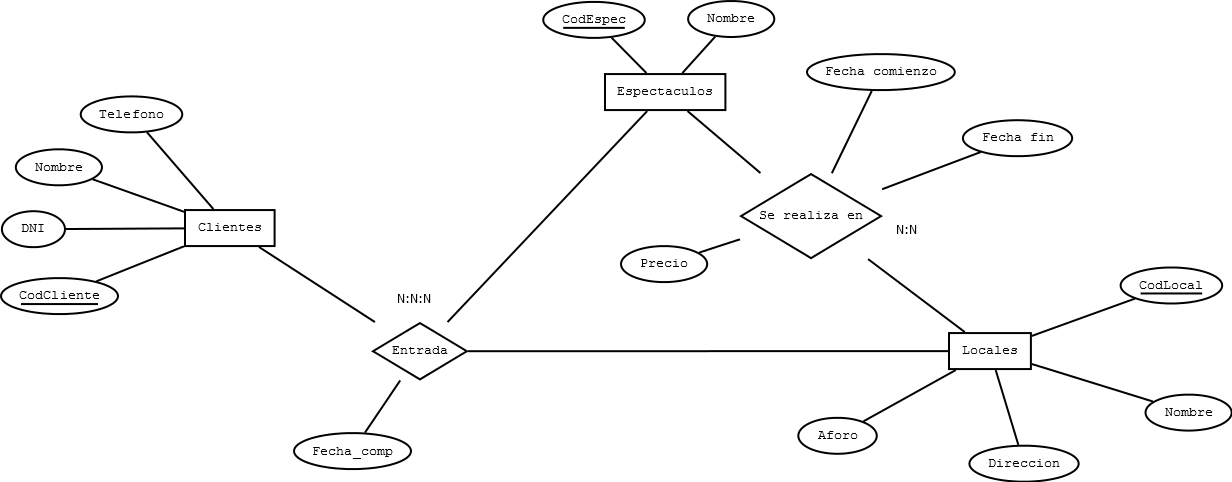 CodEspec
Nombre
Espectaculos
Fecha comienzo
Telefono
Fecha fin
Nombre
Se realiza en
DNI
Clientes
N:N
Precio
CodCliente
N:N:N
CodLocal
Entrada
Locales
Nombre
Aforo
Fecha_comp
Direccion